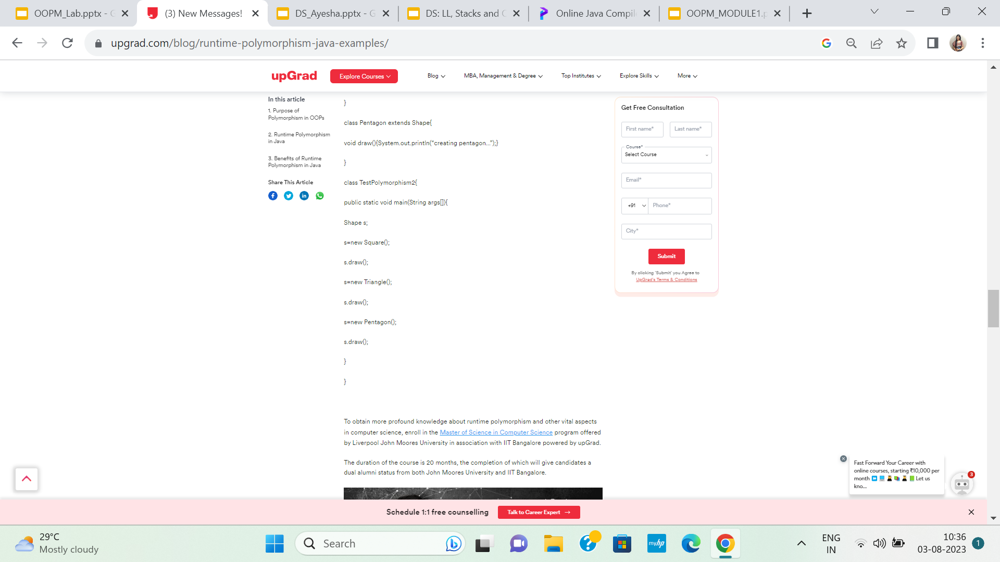 OOPM_Lab.pptx - G
(3) New Messages!
DS_Ayesha.pptx - G
DS: LL, Stacks and
Online Java Compil
OOPM_MODULE1.p
upgrad.com/blog/runtime-polymorphism-java-examples/
upGrad
Explore Courses
Blog
MBA, Management & Degree
Top Institutes
Explore Skills
More
In this article
1. Purpose of
Polymorphism in OOPs
2. Runtime Polymorphism
in Java
3. Benefits of Runtime
Polymorphism in Java
Share This Article
}
class Pentagon extends Shape{
void draw(){System.out.println(“creating pentagon…”);}
}
class TestPolymorphism2{
public static void main(String args[]){
Shape s;
s=new Square();
s.draw();
s=new Triangle();
s.draw();
s=new Pentagon();
s.draw();
}
}
To obtain more profound knowledge about runtime polymorphism and other vital aspects
in computer science, enroll in the Master of Science in Computer Science program offered
by Liverpool John Moores University in association with IIT Bangalore powered by upGrad.
The duration of the course is 20 months, the completion of which will give candidates a
dual alumni status from both John Moores University and IIT Bangalore.
Get Free Consultation
First name*
Last name*
Course*
Select Course
Email*
+91
Phone*
City*
Submit
By clicking 'Submit' you Agree to
UpGrad's Terms & Conditions
Fast Forward Your Career with
online courses, starting ₹10,000 per
month Let us
kno...
3
Schedule 1:1 free counselling
Talk to Career Expert →
29°C
Mostly cloudy
Search
myhp
ENG
IN
10:36
03-08-2023
1